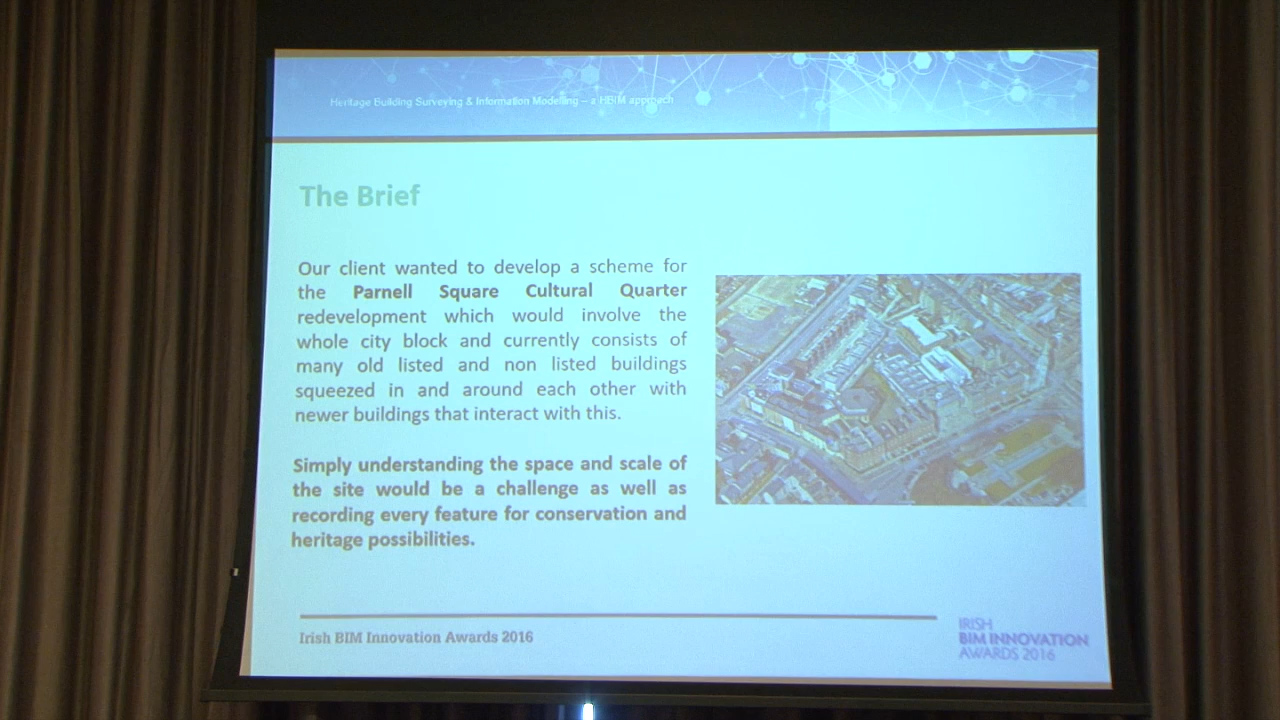 Heritage Building Surveying & Information Modelling – a HBIM approach
The Brief
Our client wanted to develop a scheme for
the Parnell Square Cultural Quarter
redevelopment which would involve the
whole city block and currently consists of
many old listed and non listed buildings
squeezed in and around each other with
newer buildings that interact with this.
Simply understanding the space and scale of
the site would be a challenge as well as
recording every feature for conservation and
heritage possibilities.
Irish BIM Innovation Awards 2016
IRISH
BIM INNOVATION
AWARDS 2016